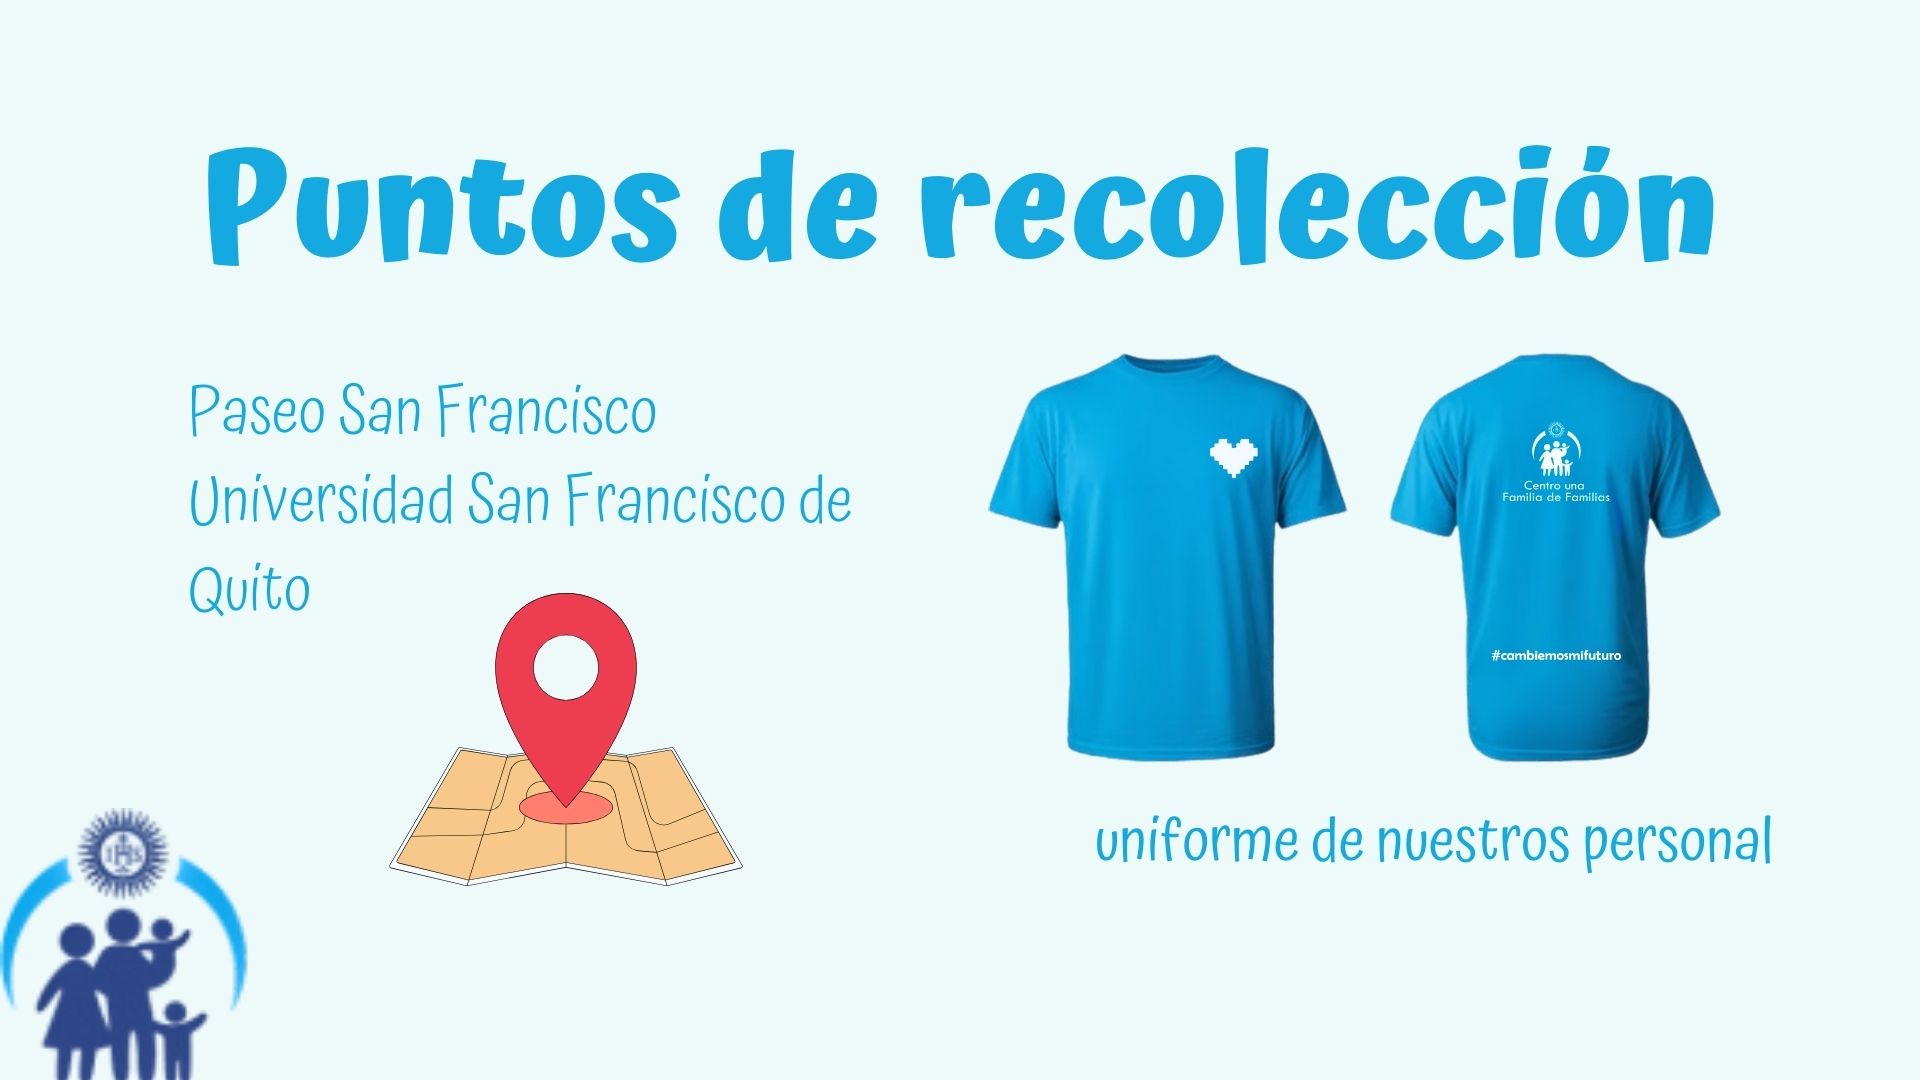 Puntos de recolección
Paseo San Francisco
Universidad San Francisco de
Quito
Centro una
Familia de Familias
#cambiemosmifuturo
uniforme de nuestros personal
IHS